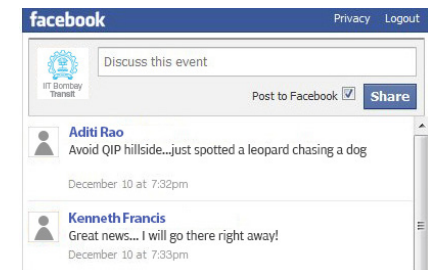 facebook
Privacy Logout
Discuss this event
IIT Bombay
Transit
Post to Facebook
Share
Aditi Rao
Avoid QIP hillside...just spotted a leopard chasing a dog
December 10 at 7:32pm
Kenneth Francis
Great news... I will go there right away!
December 10 at 7:33pm